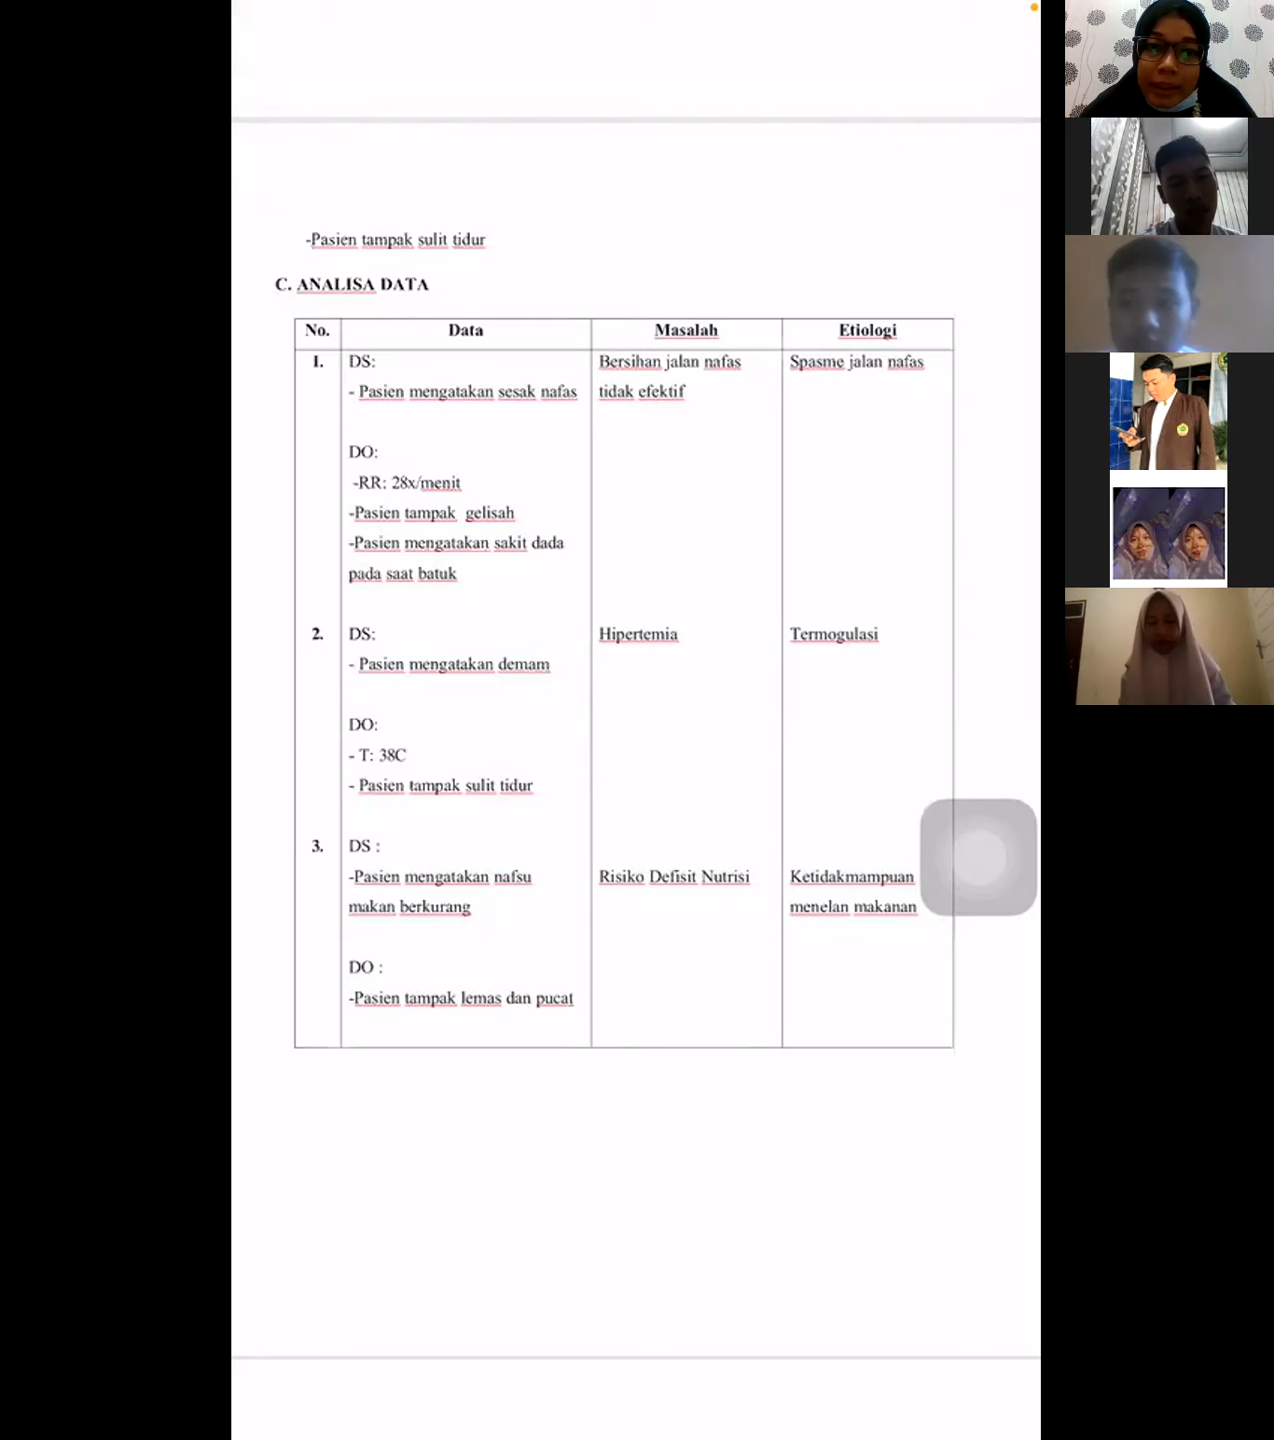 -Pasien tampak sulit tidur
C. ANALISA DATA
No. Data Masalah Etiologi
1. DS: Bersihan jalan nafas Spasme jalan nafas
- Pasien mengatakan sesak nafas tidak efektif
DO:
-RR: 28x/menit
-Pasien tampak gelisah
-Pasien mengatakan sakit dada
pada saat batuk
2. DS: Hipertemia Termogulasi
- Pasien mengatakan demam
DO:
- T: 38C
- Pasien tampak sulit tidur
3. DS :
-Pasien mengatakan nafsu Risiko Defisit Nutrisi Ketidakmampuan
makan berkurang menelan makanan
DO :
-Pasien tampak lemas dan pucat